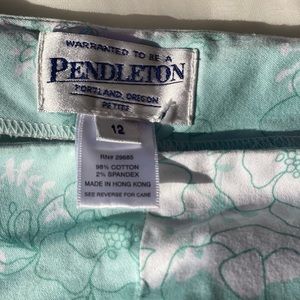 WARRANTED TO BE A
PENDLETON
PORTLAND, OREGON
PETITE
12
RN# 29685
98% COTTON
2% SPANDEX
MADE IN HONG KONG
SEE REVERSE FOR CARE